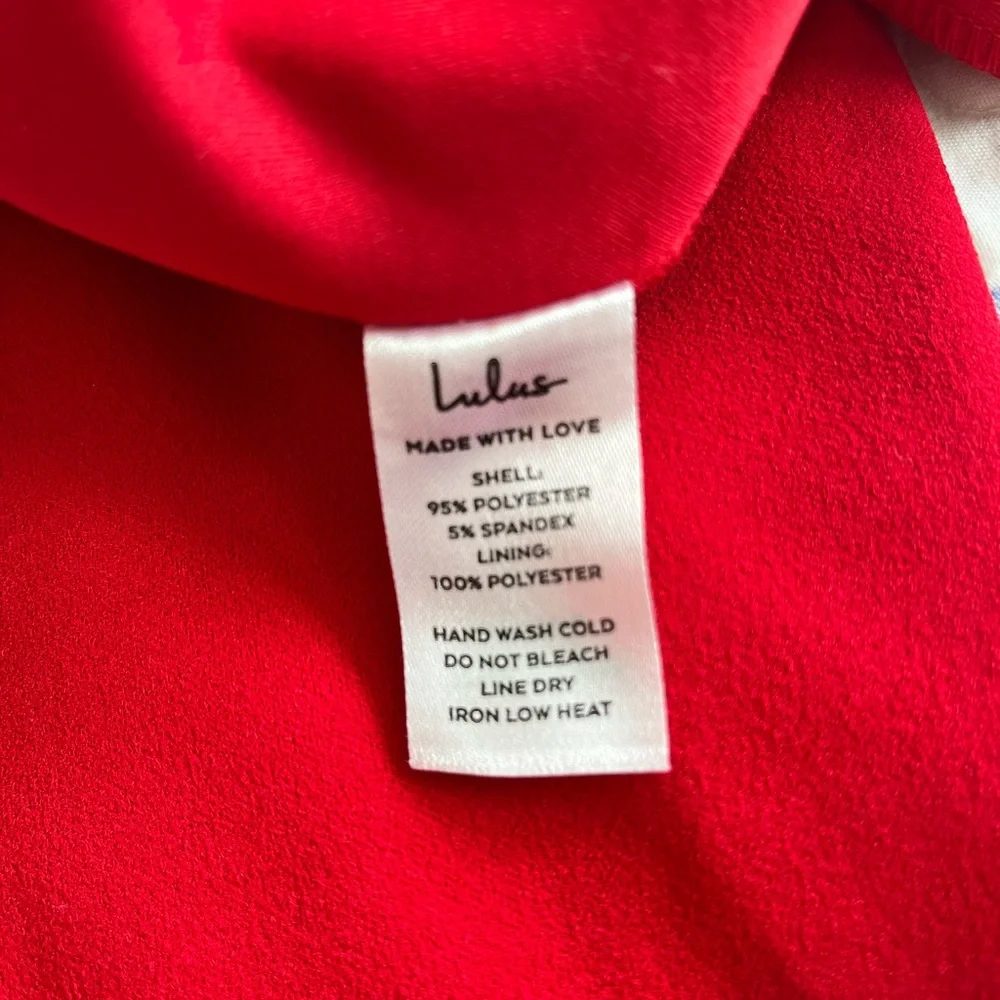 Lulus
MADE WITH LOVE
SHELL:
95% POLYESTER
5% SPANDEX
LINING:
100% POLYESTER
HAND WASH COLD
DO NOT BLEACH
LINE DRY
IRON LOW HEAT